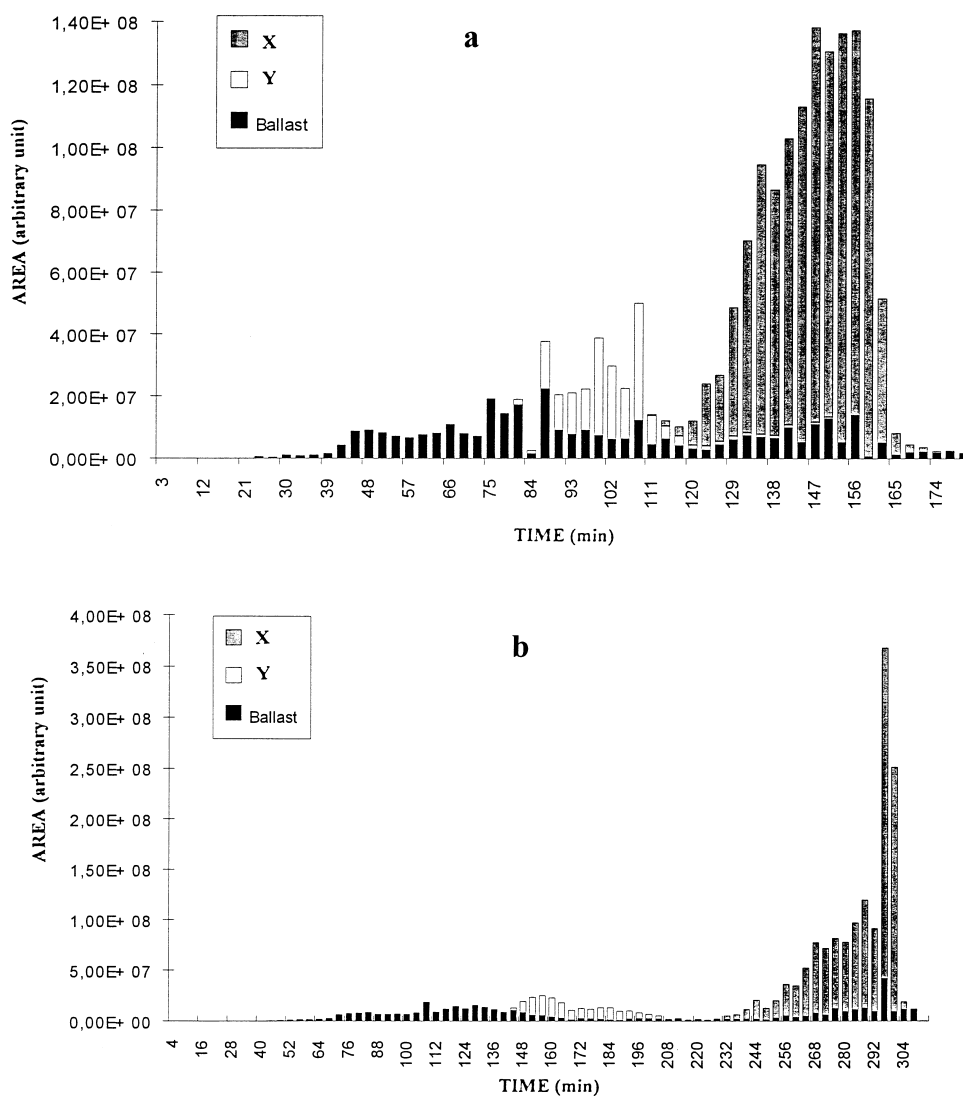 a
X
Y
Ballast
1,40E+ 08
1,20E+ 08
1,00E+ 08
8,00E+ 07
6,00E+ 07
4,00E+ 07
2,00E+ 07
0,00E+ 00
AREA (arbitrary unit)
3 12 21 30 39 48 57 66 75 84 93 102 111 120 129 138 147 156 165 174
TIME (min)
b
X
Y
Ballast
4,00E+ 08
3,50E+ 08
3,00E+ 08
2,50E+ 08
2,00E+ 08
1,50E+ 08
1,00E+ 08
5,00E+ 07
0,00E+ 00
AREA (arbitrary unit)
4 16 28 40 52 64 76 88 100 112 124 136 148 160 172 184 196 208 220 232 244 256 268 280 292 304
TIME (min)